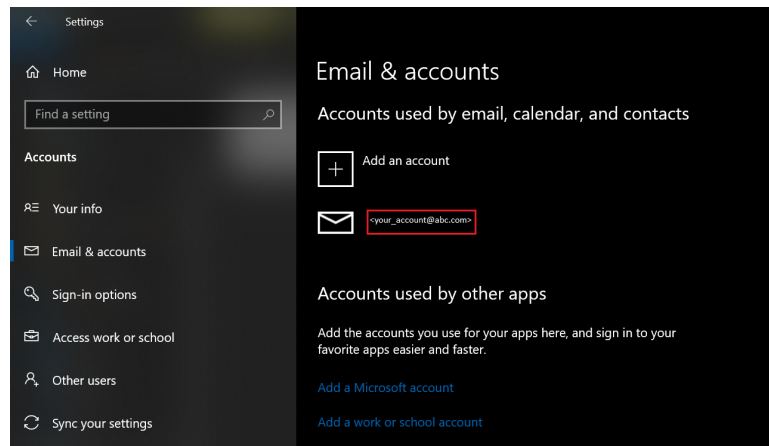 Settings
Home
Find a setting
Accounts
Your info
Email & accounts
Sign-in options
Access work or school
Other users
Sync your settings
Email & accounts
Accounts used by email, calendar, and contacts
Add an account
<your_account@abc.com>
Accounts used by other apps
Add the accounts you use for your apps here, and sign in to your
favorite apps easier and faster.
Add a Microsoft account
Add a work or school account